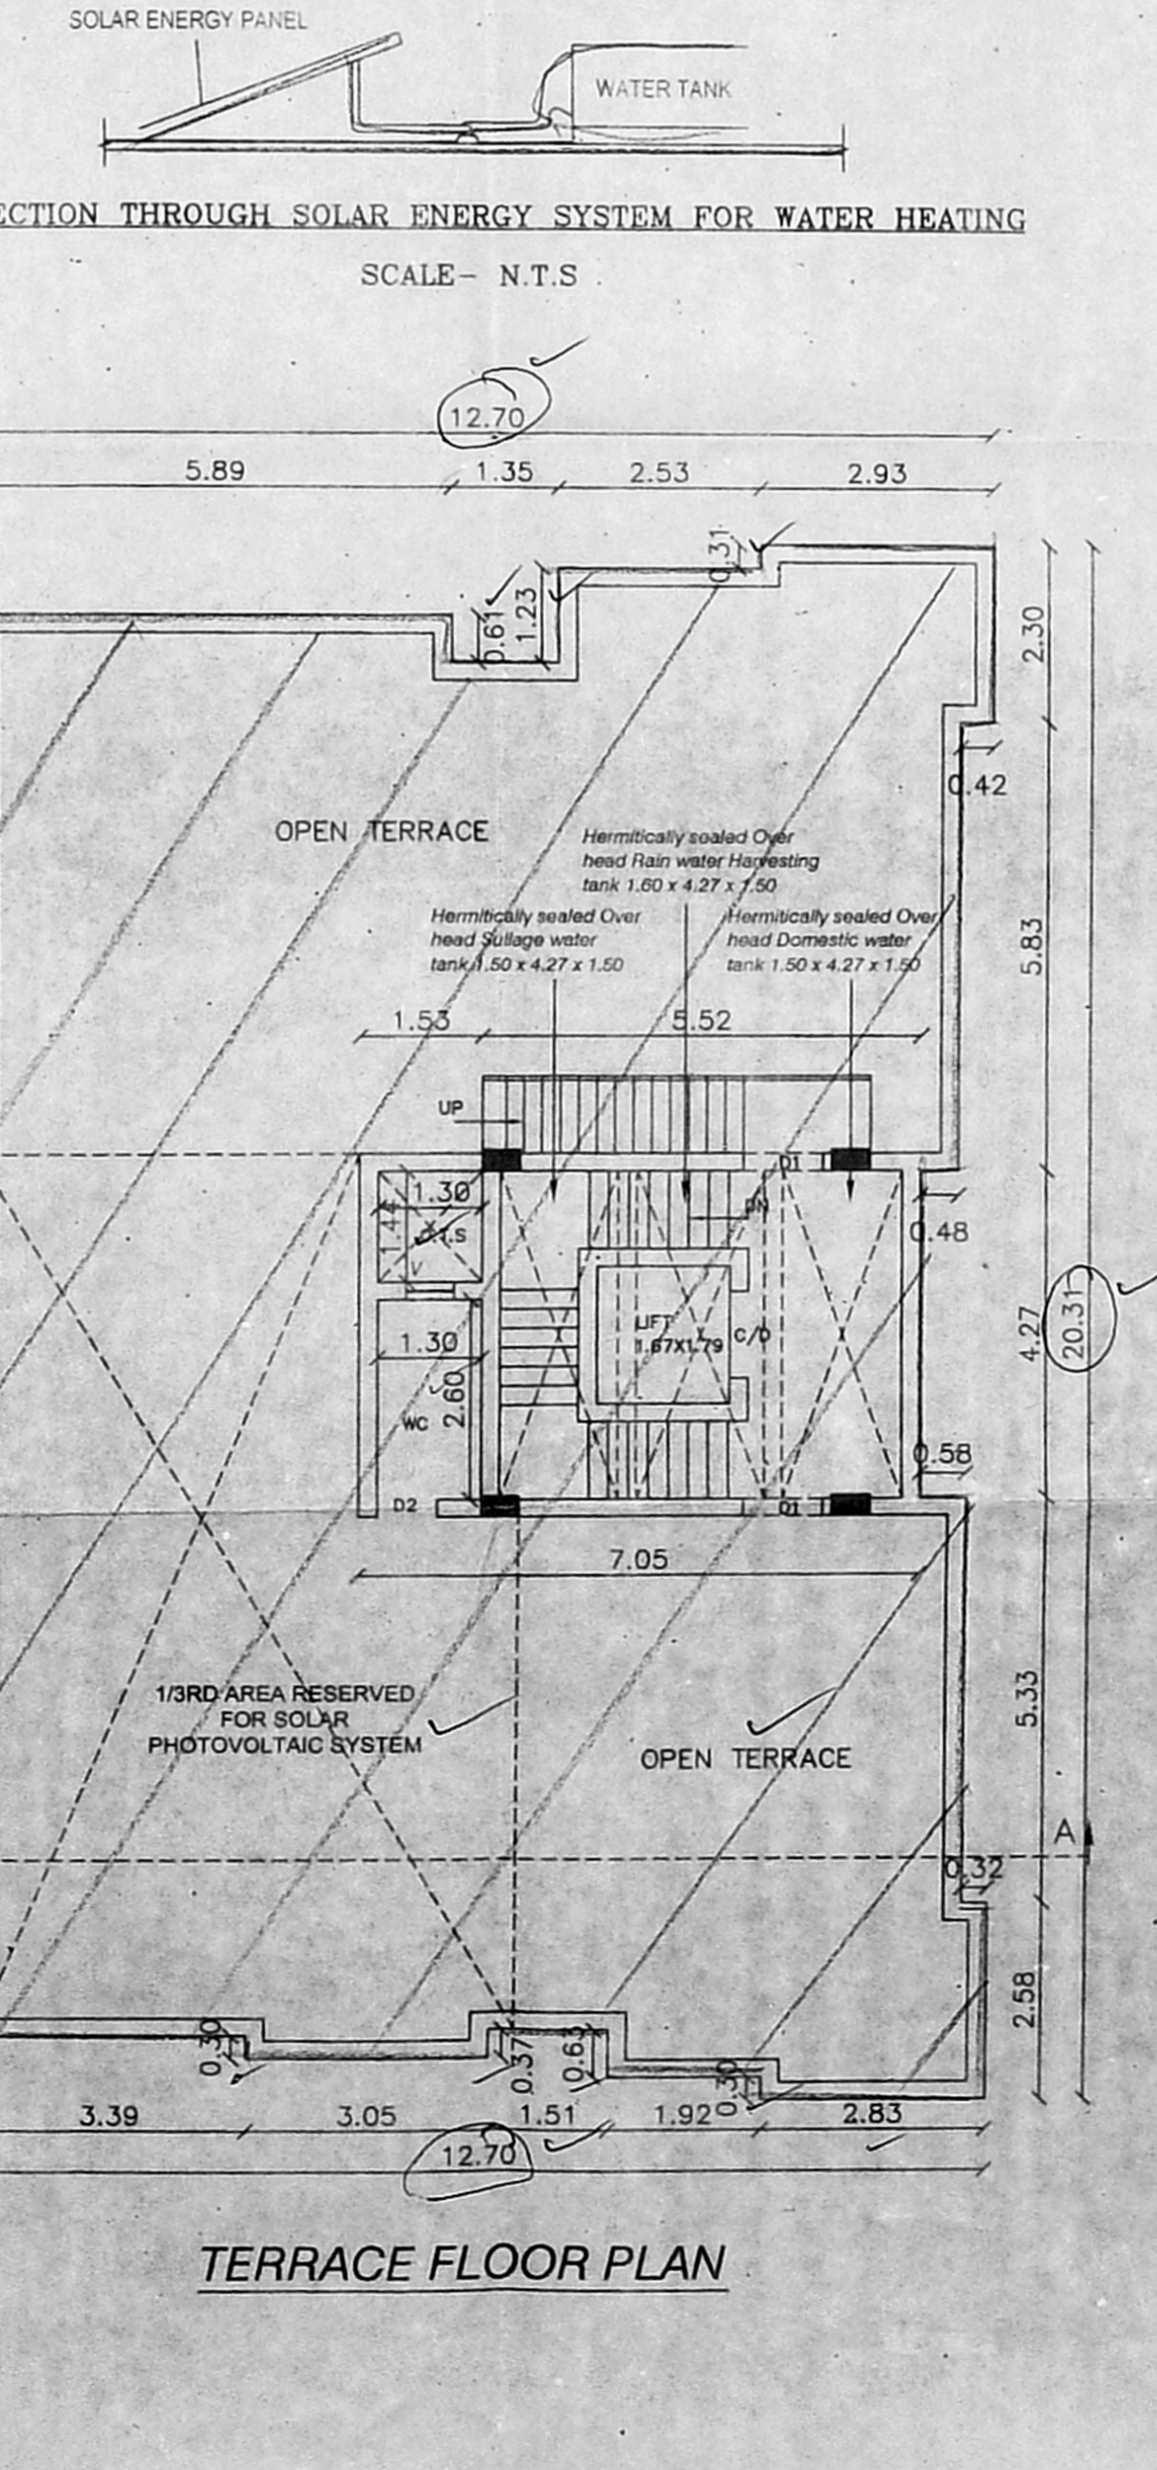 SOLAR ENERGY PANEL
WATER TANK
ECTION THROUGH SOLAR ENERGY SYSTEM FOR WATER HEATING
SCALE- N.T.S
12.70
5.89 1.35 2.53 2.93
0.31
0.61
1.23
2.30
0.42
OPEN TERRACE
Hermitically sealed Over
head Rain water Harvesting
tank 1.60 x 4.27 x 1.50
Hermitically sealed Over
head Sullage water
tank 1.50 x 4.27 x 1.50
Hermitically sealed Over
head Domestic water
tank 1.50 x 4.27 x 1.50
5.83
1.53 5.52
UP
D1
1.30
1.44
O.T.S
DN
0.48
LIFT
1.67X1.79
C/D
1.30
2.60
WC
4.27
20.31
0.58
D2
D1
7.05
1/3RD AREA RESERVED
FOR SOLAR
PHOTOVOLTAIC SYSTEM
OPEN TERRACE
5.33
A
0.32
2.58
0.30
0.37
0.63
0.30
3.39 3.05 1.51 1.92 2.83
12.70
TERRACE FLOOR PLAN